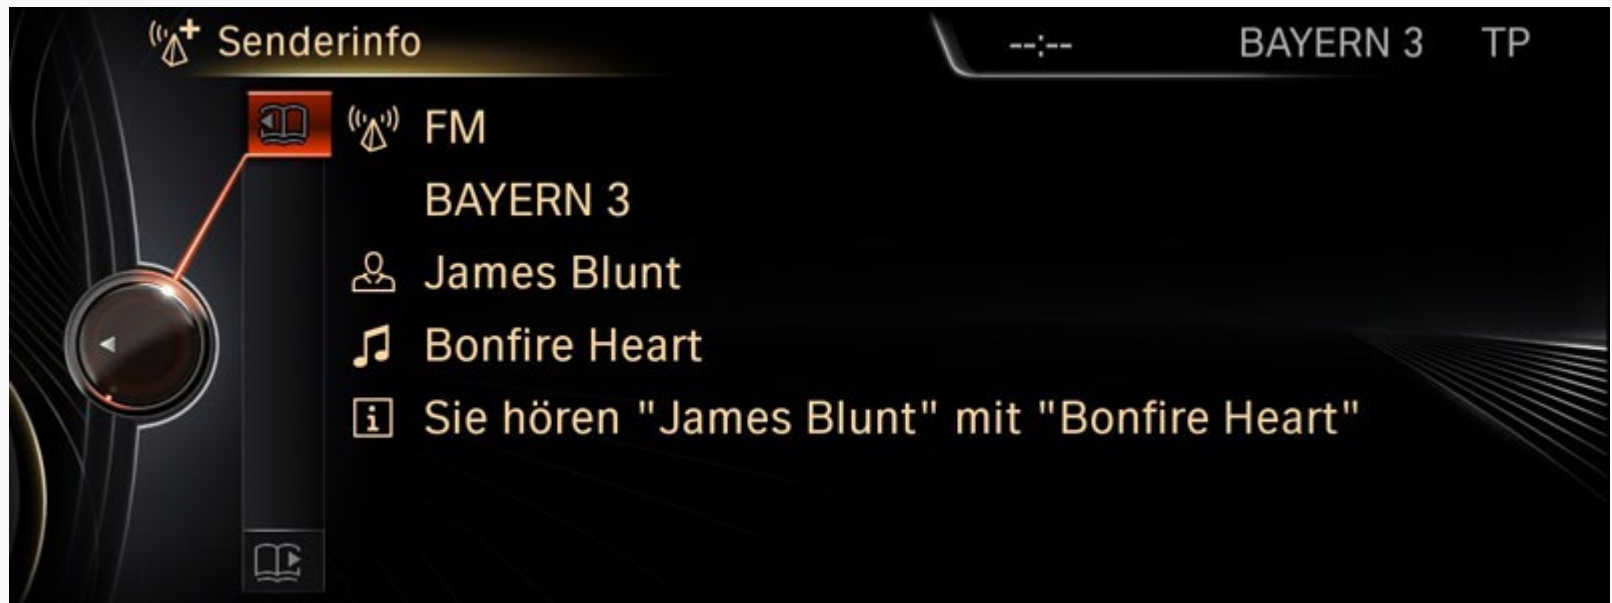 Senderinfo --:-- BAYERN 3 TP
FM
BAYERN 3
James Blunt
Bonfire Heart
Sie hören "James Blunt" mit "Bonfire Heart"